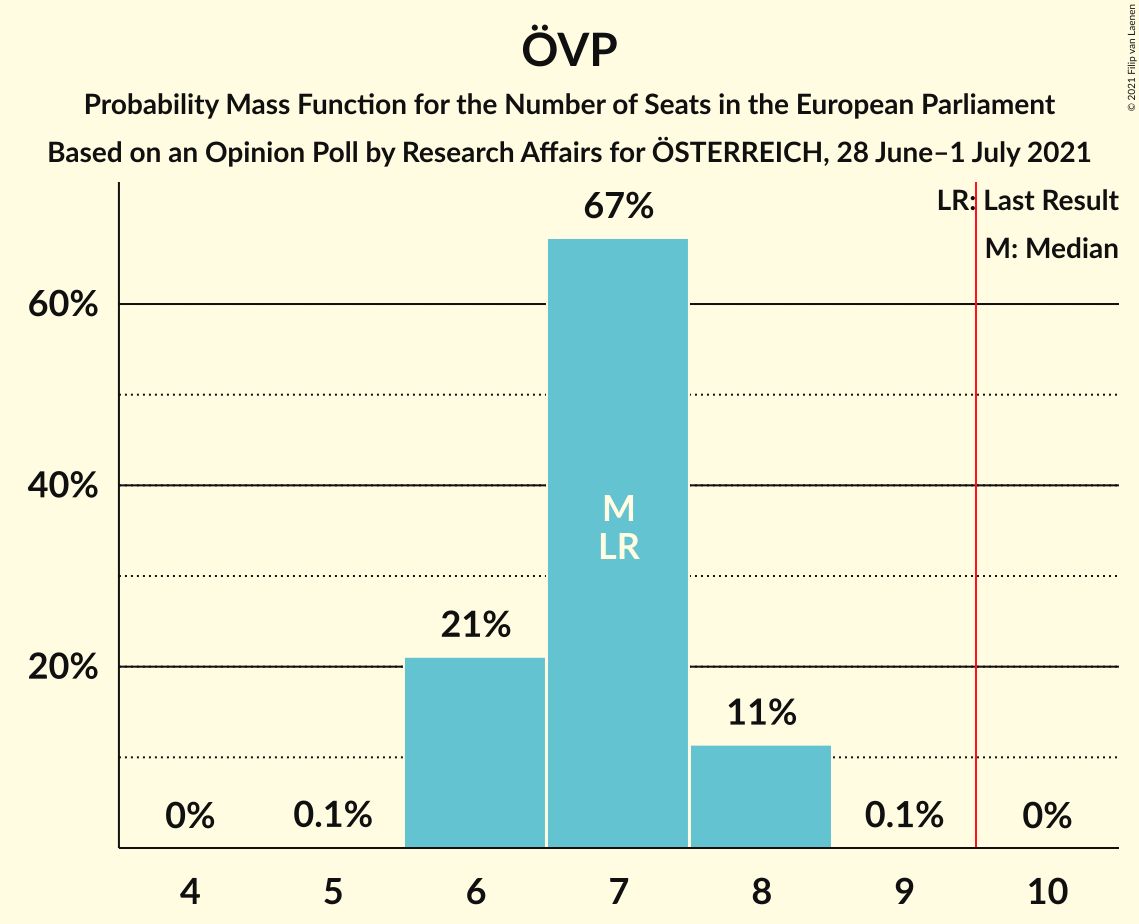 ÖVP
Probability Mass Function for the Number of Seats in the European Parliament
Based on an Opinion Poll by Research Affairs for ÖSTERREICH, 28 June–1 July 2021
© 2021 Filip van Laenen
LR: Last Result
M: Median
67%
60%
40%
M
LR
21%
20%
11%
0%
0.1%
0.1%
0%
4
5
6
7
8
9
10